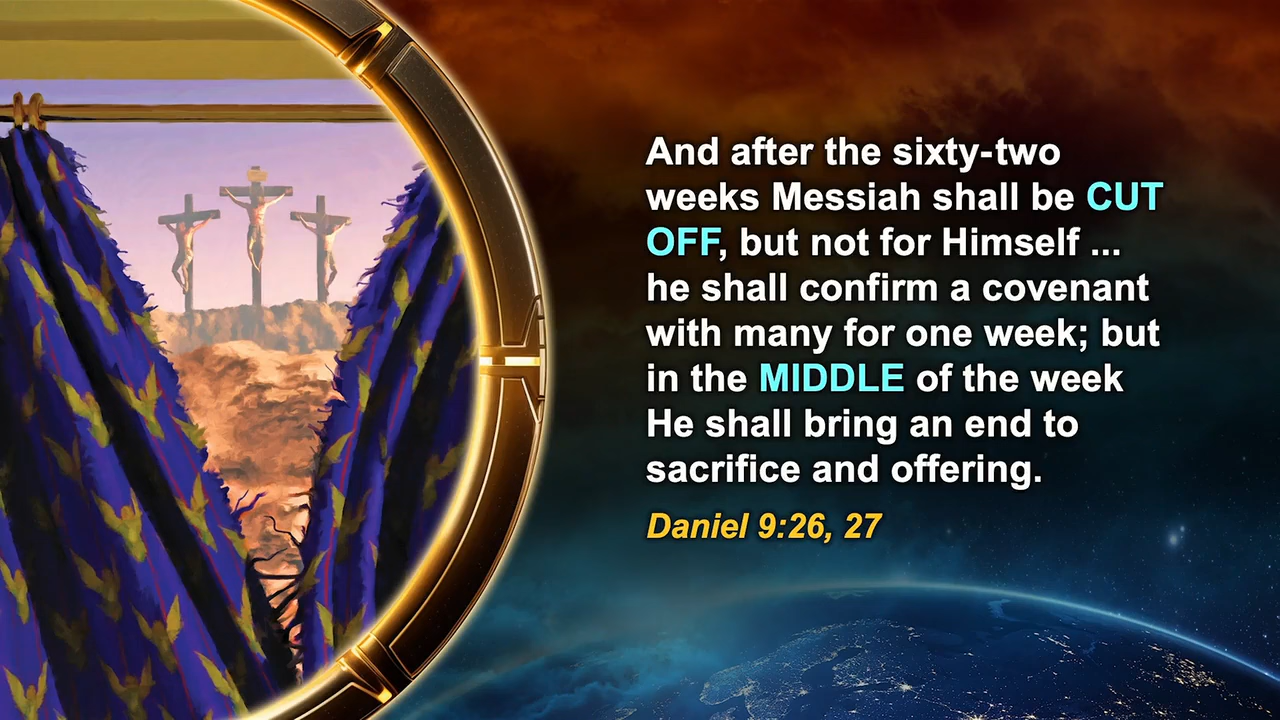 And after the sixty-two
weeks Messiah shall be CUT
OFF, but not for Himself ...
he shall confirm a covenant
with many for one week; but
in the MIDDLE of the week
He shall bring an end to
sacrifice and offering.
Daniel 9:26, 27